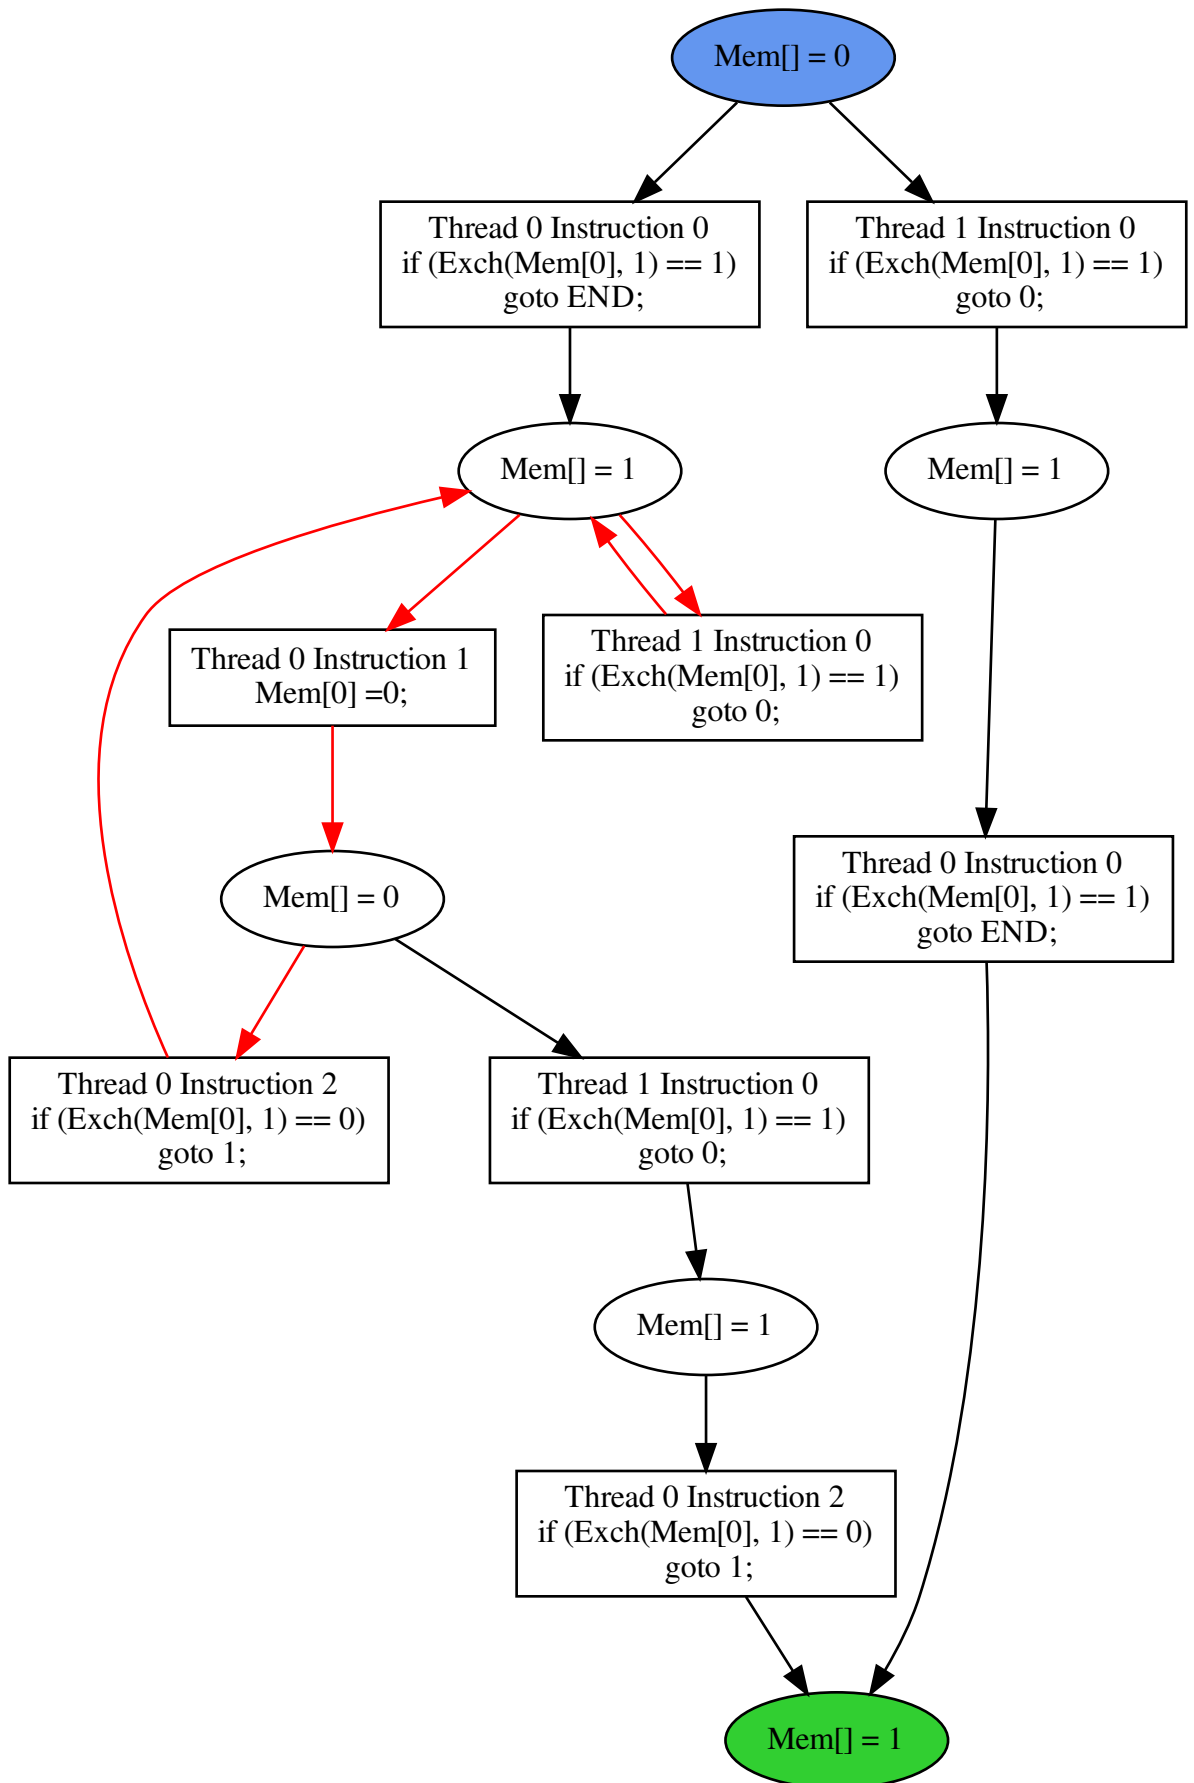 Mem[] = 0
Thread 0 Instruction 0
if (Exch(Mem[0], 1) == 1)
goto END;
Thread 1 Instruction 0
if (Exch(Mem[0], 1) == 1)
goto 0;
Mem[] = 1
Mem[] = 1
Thread 0 Instruction 1
Mem[0] =0;
Thread 1 Instruction 0
if (Exch(Mem[0], 1) == 1)
goto 0;
Mem[] = 0
Thread 0 Instruction 0
if (Exch(Mem[0], 1) == 1)
goto END;
Thread 0 Instruction 2
if (Exch(Mem[0], 1) == 0)
goto 1;
Thread 1 Instruction 0
if (Exch(Mem[0], 1) == 1)
goto 0;
Mem[] = 1
Thread 0 Instruction 2
if (Exch(Mem[0], 1) == 0)
goto 1;
Mem[] = 1